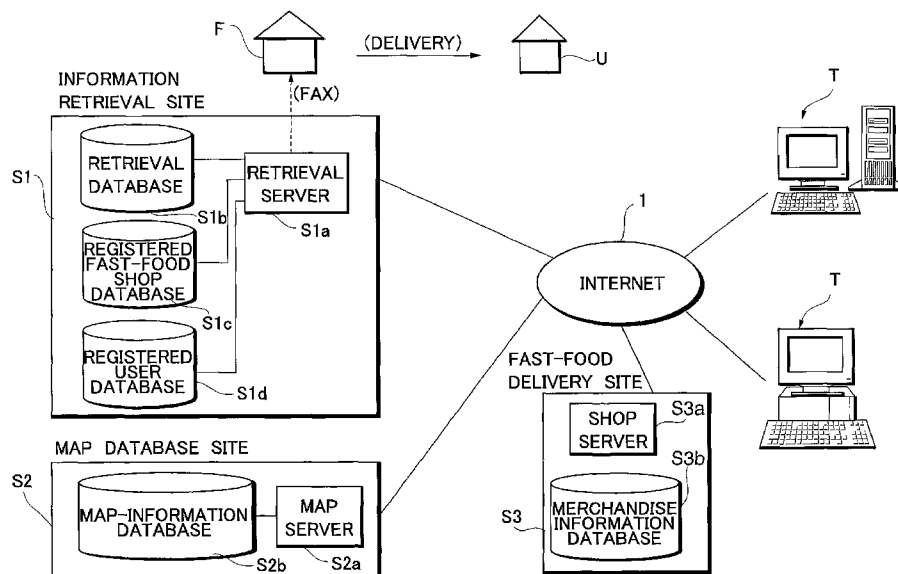 F
(DELIVERY)
U
INFORMATION
RETRIEVAL SITE
(FAX)
T
S1
RETRIEVAL
DATABASE
S1b
RETRIEVAL
SERVER
S1a
REGISTERED
FAST-FOOD
SHOP
DATABASE
S1c
REGISTERED
USER
DATABASE
S1d
1
INTERNET
T
FAST-FOOD
DELIVERY SITE
SHOP
SERVER
S3a
S3b
S3
MERCHANDISE
INFORMATION
DATABASE
MAP DATABASE SITE
S2
MAP-INFORMATION
DATABASE
S2b
MAP
SERVER
S2a